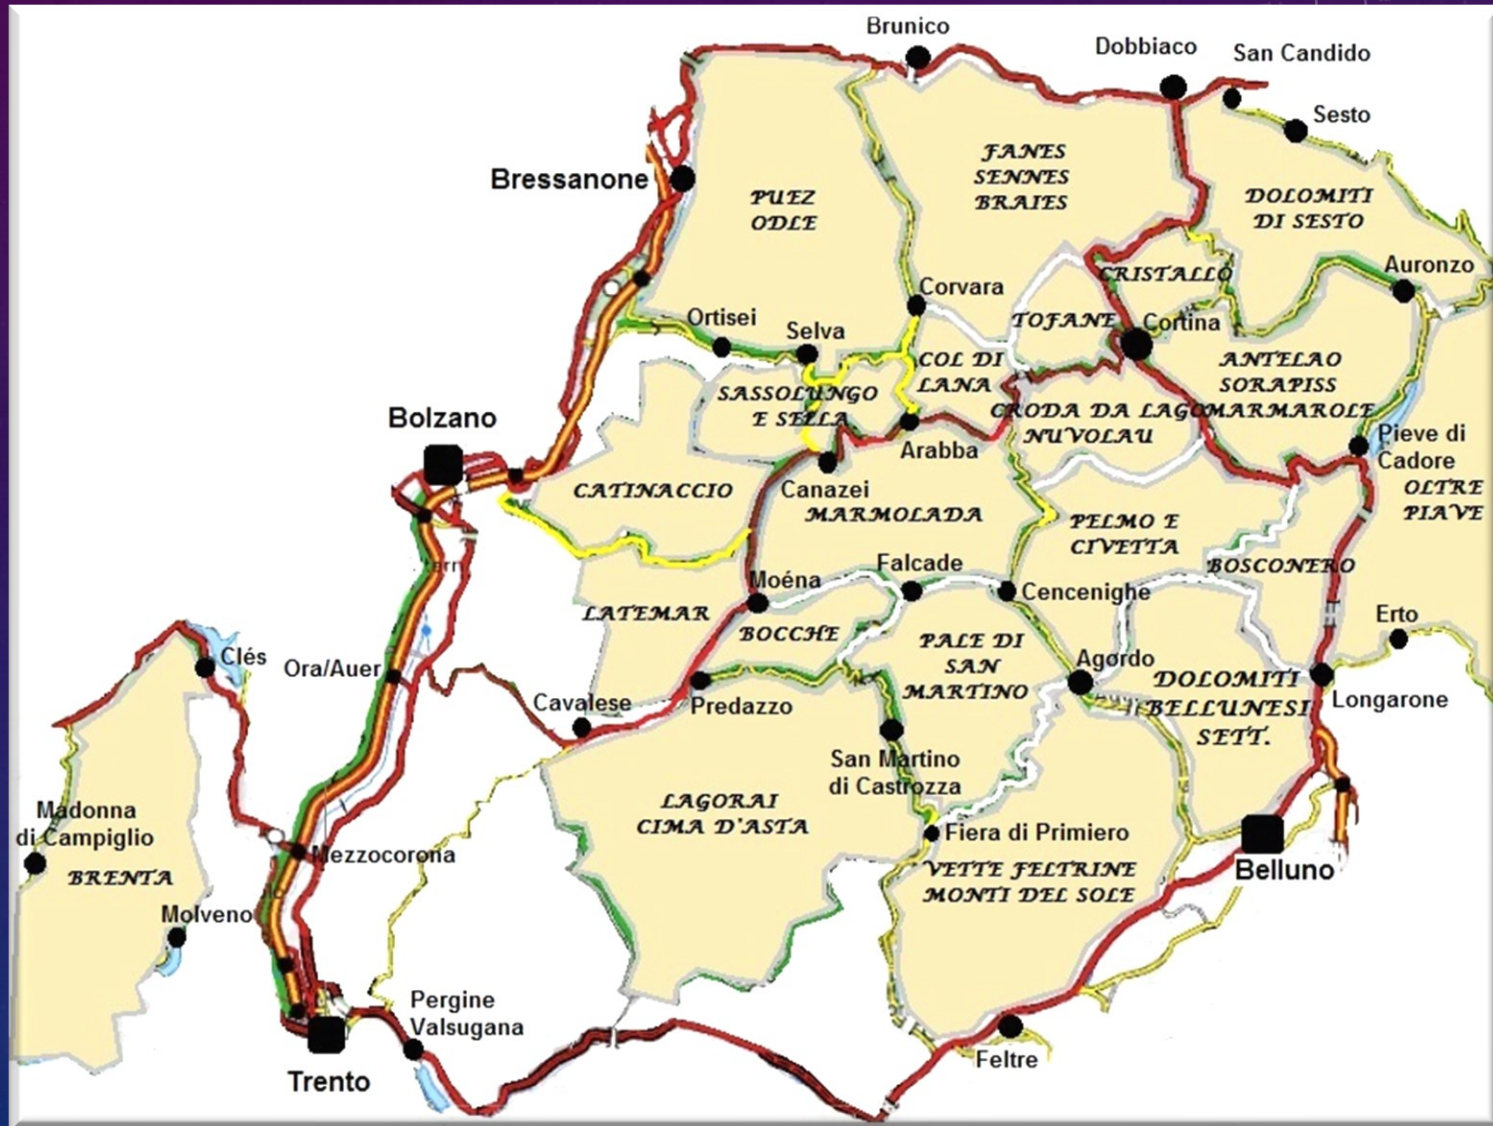 Brunico
Dobbiaco
San Candido
Sesto
Bressanone
FANES
SENNES
BRAIES
PUEZ
ODLE
DOLOMITI
DI SESTO
Auronzo
CRISTALLO
Corvara
Ortisei
Selva
TOFANE
Cortina
COL DI
LANA
ANTELAO
SORAPISS
MARMAROLE
SASSOLUNGO
E SELLA
CRODA DA LAGO
NUVOLAU
Bolzano
Arabba
Pieve di
Cadore
Canazei
CATINACCIO
MARMOLADA
OLTRE
PIAVE
PELMO E
CIVETTA
BOSCONERO
Falcade
Moéna
Cencenighe
LATEMAR
BOCCHE
Erto
PALE DI
SAN
MARTINO
Clés
Ora/Auer
Agordo
DOLOMITI
BELLUNESI
SETT.
Longarone
Cavalese
Predazzo
San Martino
di Castrozza
LAGORAI
CIMA D'ASTA
Madonna
di Campiglio
BRENTA
Mezzocorona
Fiera di Primiero
VETTE FELTRINE
MONTI DEL SOLE
Belluno
Molveno
Pergine
Valsugana
Trento
Feltre